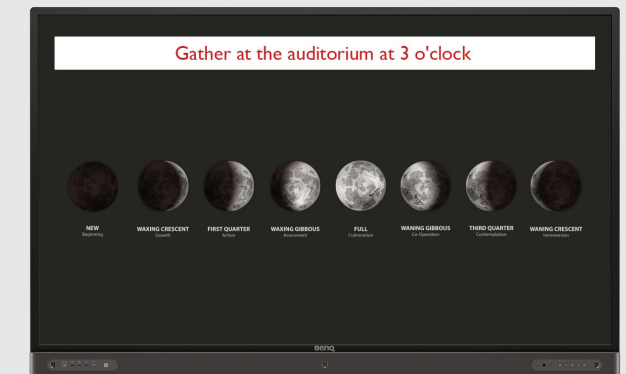 Gather at the auditorium at 3 o'clock
NEW
Beginning
WAXING CRESCENT
Growth
FIRST QUARTER
Action
WAXING GIBBOUS
Assessment
FULL
Culmination
WANING GIBBOUS
Co-Operation
THIRD QUARTER
Contemplation
WANING CRESCENT
BenQ